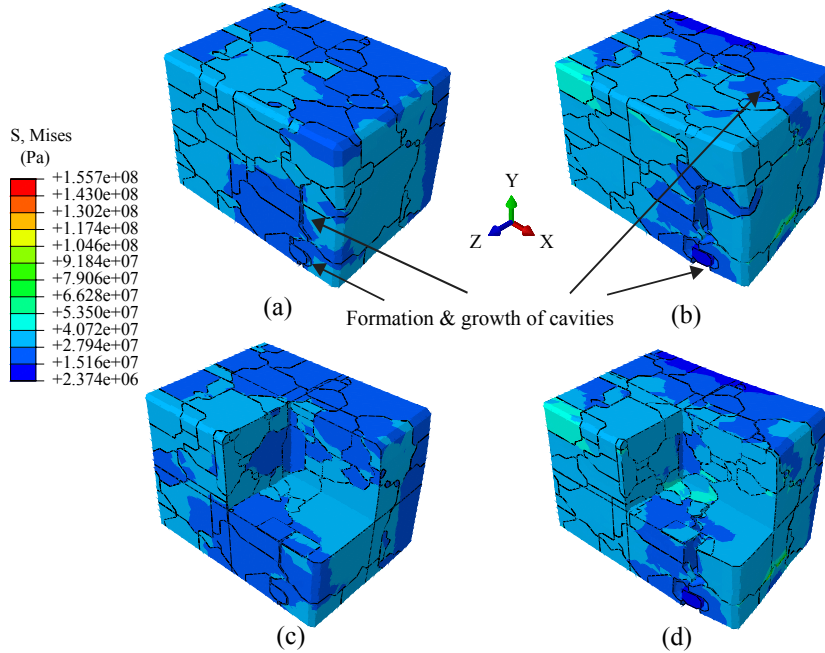 S, Mises
(Pa)
+1.557e+08
+1.430e+08
+1.302e+08
+1.174e+08
+1.046e+08
+9.184e+07
+7.906e+07
+6.628e+07
+5.350e+07
+4.072e+07
+2.794e+07
+1.516e+07
+2.374e+06
Y
Z
X
(a)
(b)
Formation & growth of cavities
(c)
(d)